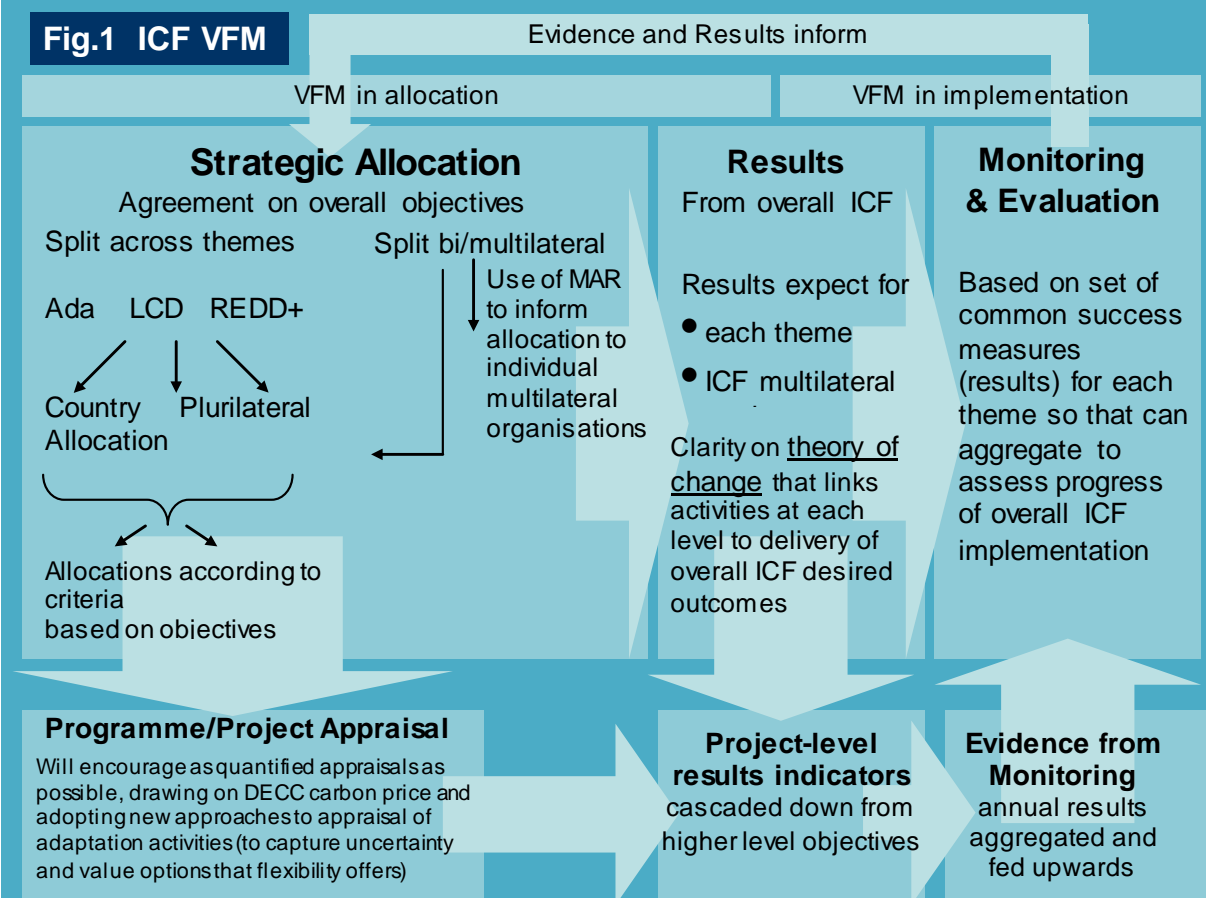 Fig.1 ICF VFM
Evidence and Results inform
VFM in allocation
VFM in implementation
Strategic Allocation
Agreement on overall objectives
Split across themes
Split bi/multilateral
Ada LCD REDD+
Use of MAR
to inform
allocation to
individual
multilateral
organisations
Country Plurilateral
Allocation
Allocations according to
criteria
based on objectives
Results
From overall ICF
Results expect for
• each theme
• ICF multilateral
Clarity on theory of
change that links
activities at each
level to delivery of
overall ICF desired
outcomes
Monitoring
& Evaluation
Based on set of
common success
measures
(results) for each
theme so that can
aggregate to
assess progress
of overall ICF
implementation
Programme/Project Appraisal
Will encourage as quantified appraisals as
possible, drawing on DECC carbon price and
adopting new approaches to appraisal of
adaptation activities (to capture uncertainty
and value options that flexibility offers)
Project-level
results indicators
cascaded down from
higher level objectives
Evidence from
Monitoring
annual results
aggregated and
fed upwards